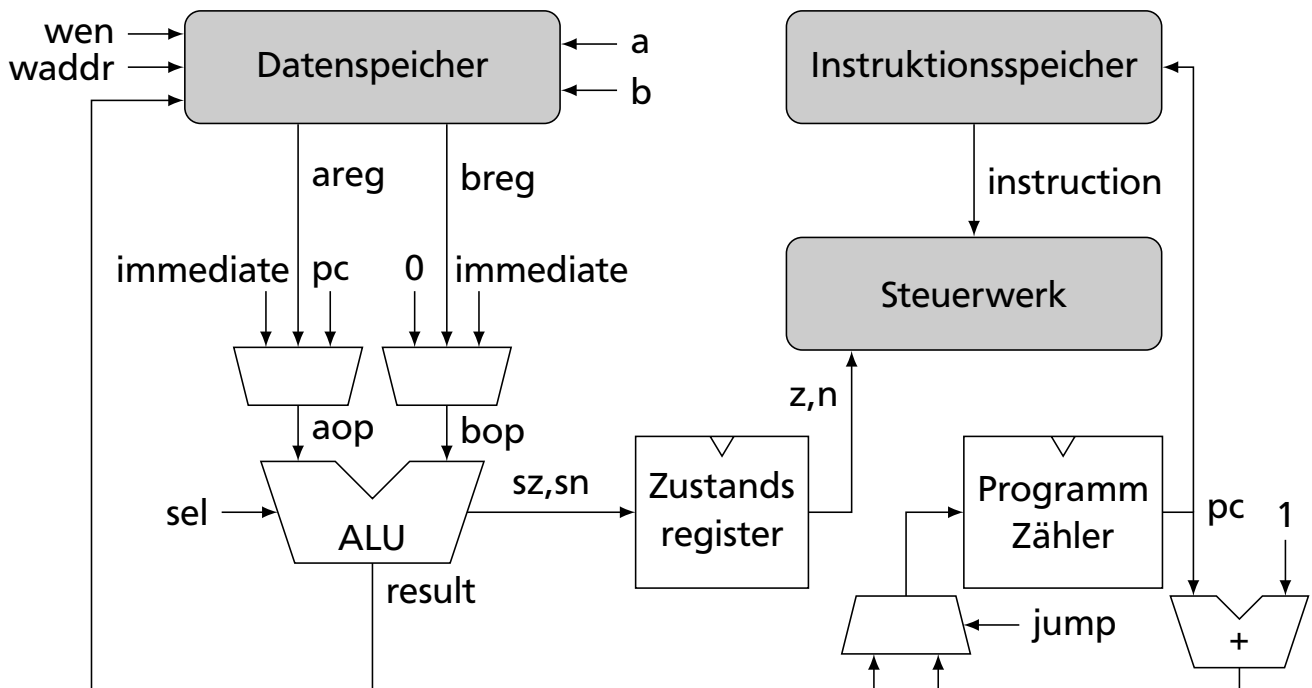 wen
waddr
Datenspeicher
a
b
Instruktionsspeicher
areg
breg
instruction
immediate
pc
0
immediate
Steuerwerk
aop
bop
z,n
sel
ALU
sz,sn
Zustands
register
Programm
Zähler
pc
1
result
jump
+